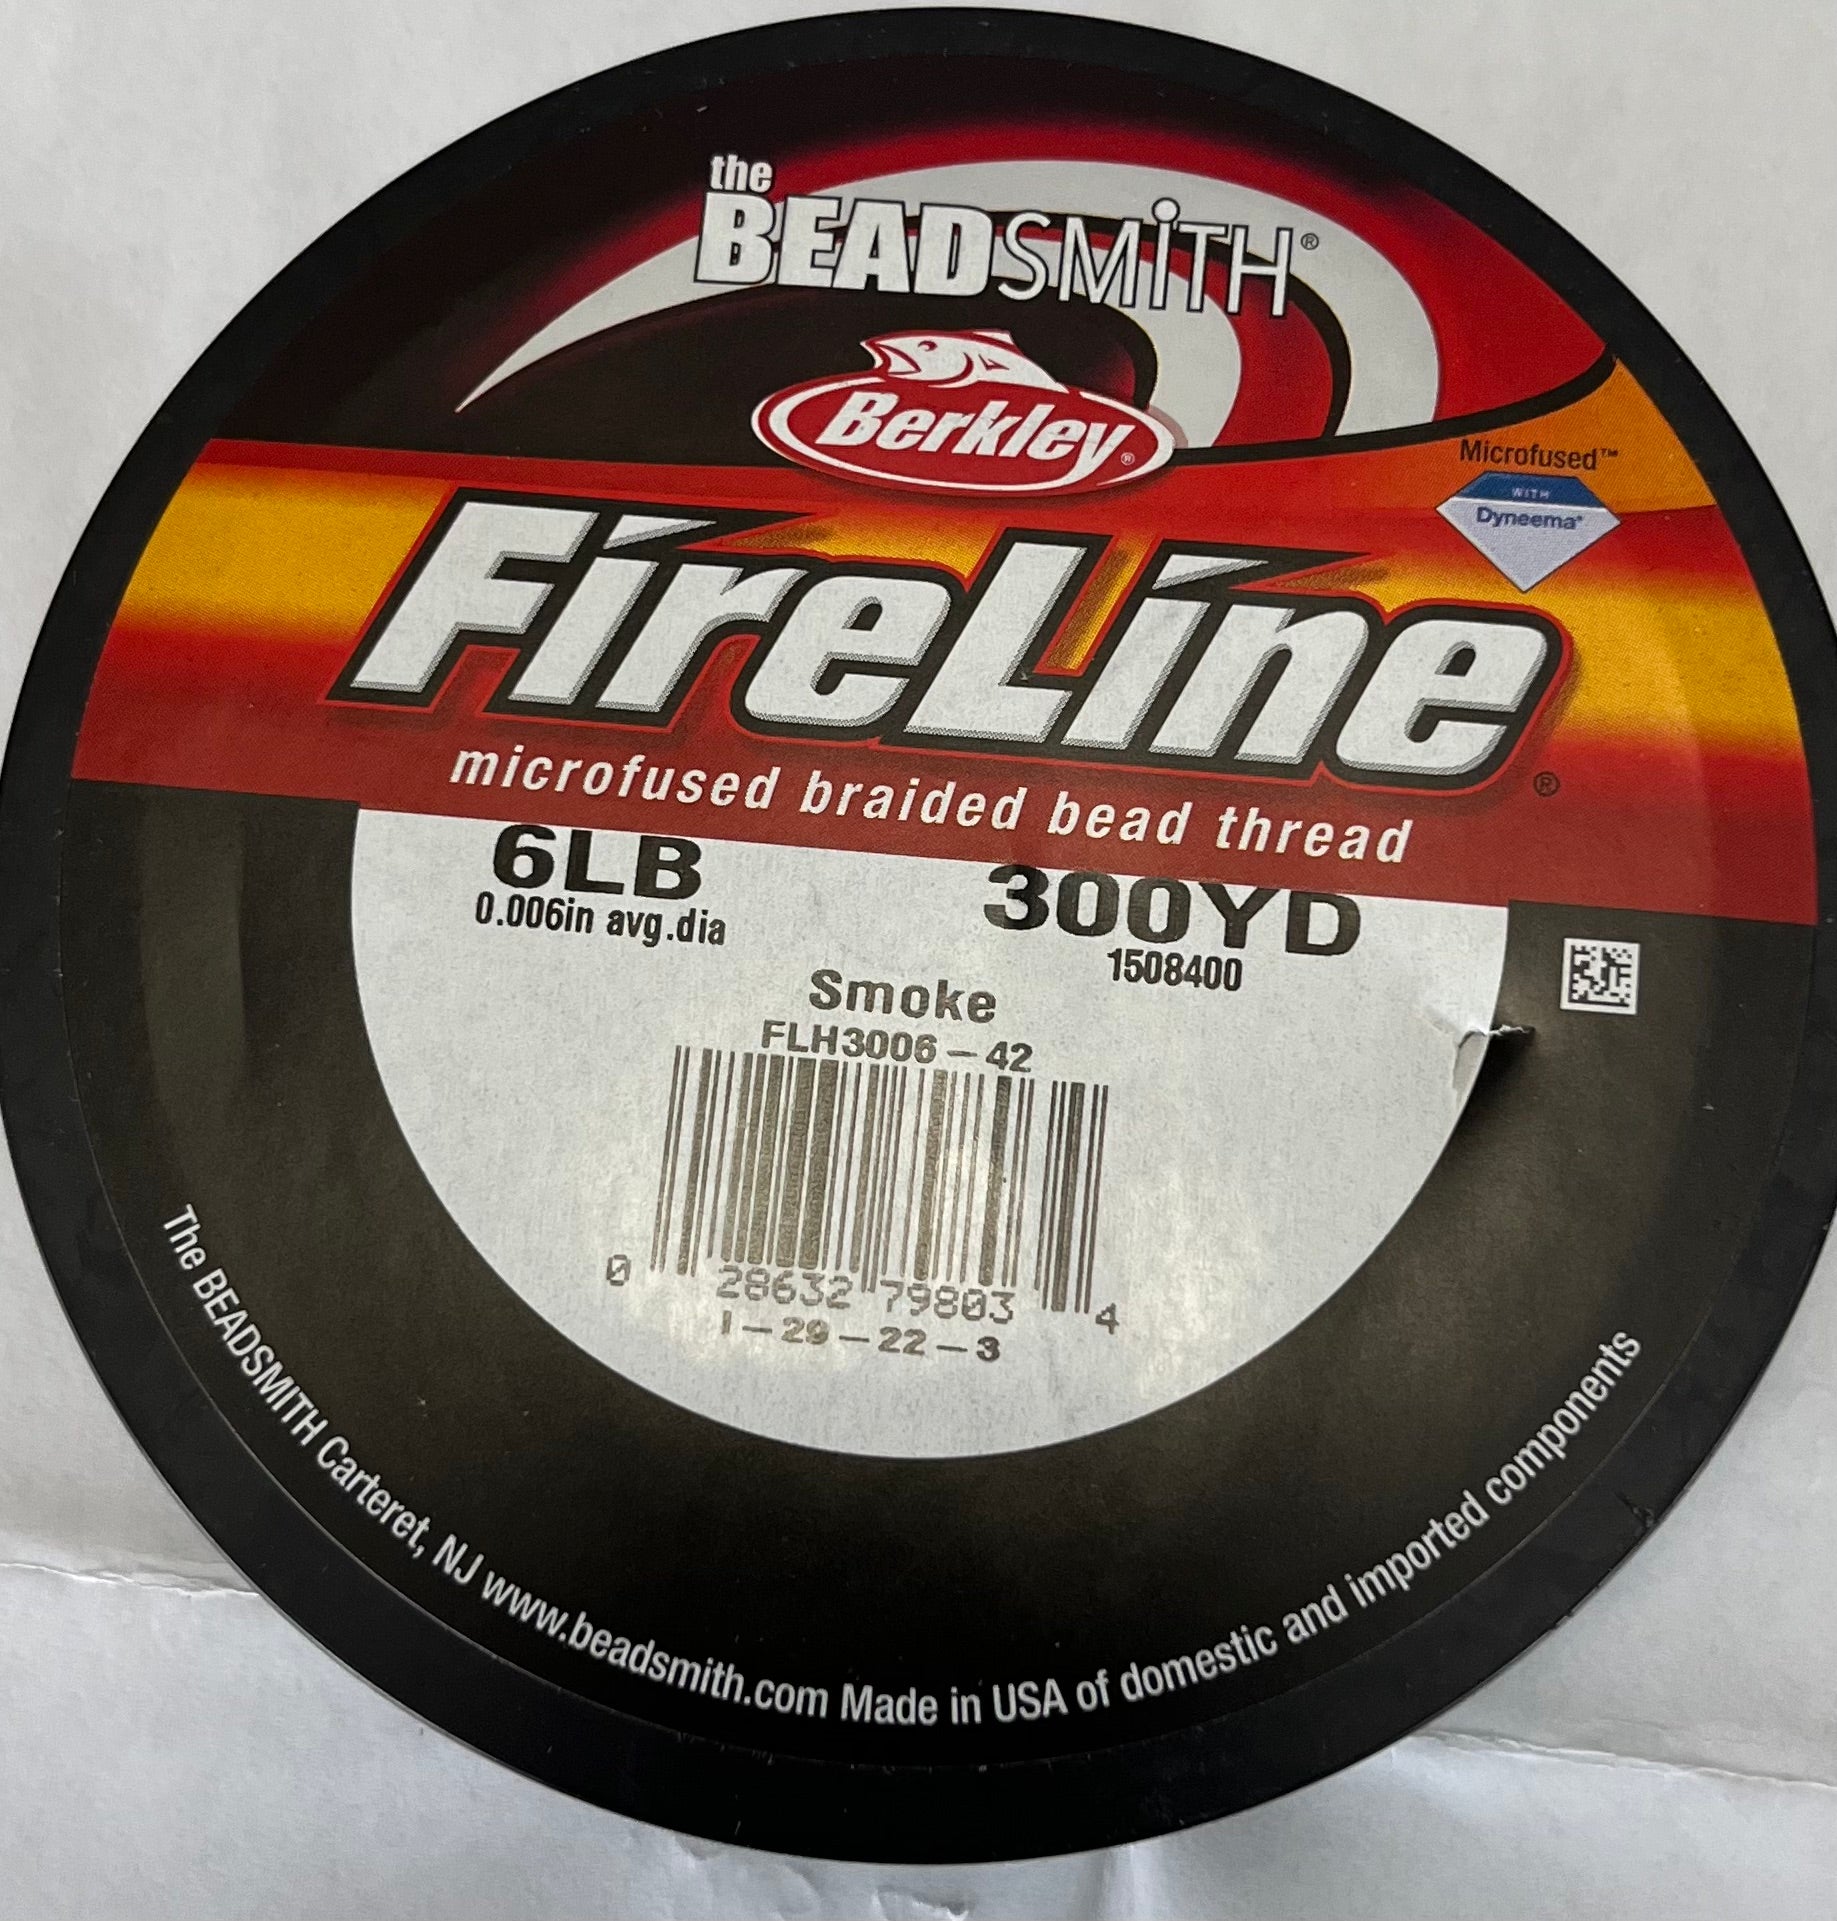 the
BEADSMITH®
Berkley®
Microfused™
WITH
Dyneema®
FireLine®
microfused braided bead thread
6LB
0.006in avg.dia
300YD
1508400
Smoke
FLH3006-42
0 28632 79803 4
1-29-22-3
The BEADSMITH Carteret, NJ www.beadsmith.com Made in USA of domestic and imported components